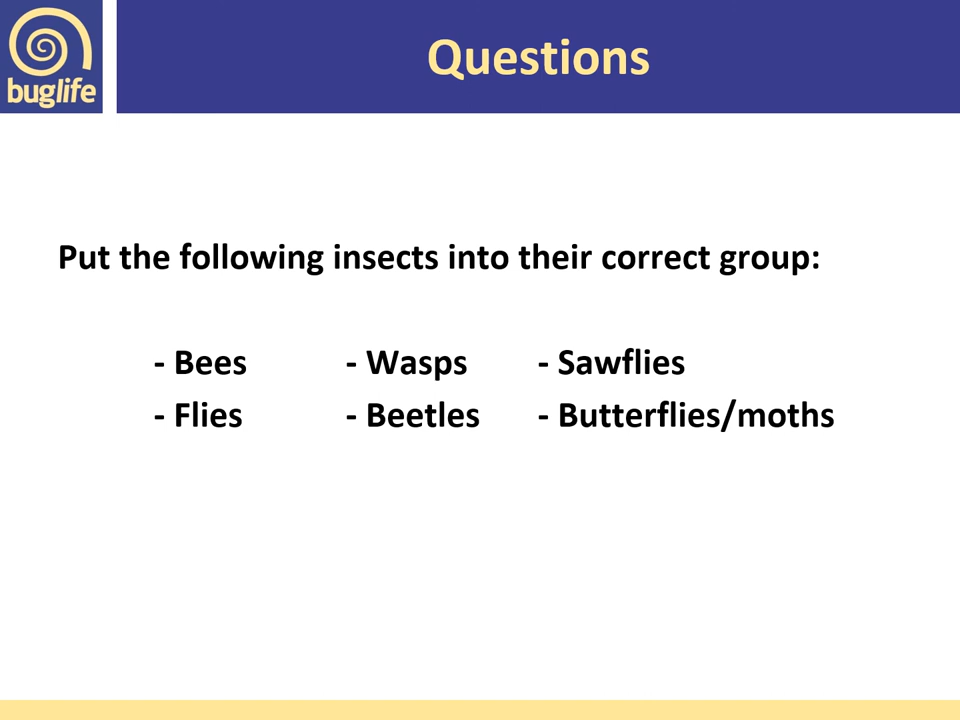 buglife
Questions
Put the following insects into their correct group:
- Bees - Wasps - Sawflies
- Flies - Beetles - Butterflies/moths